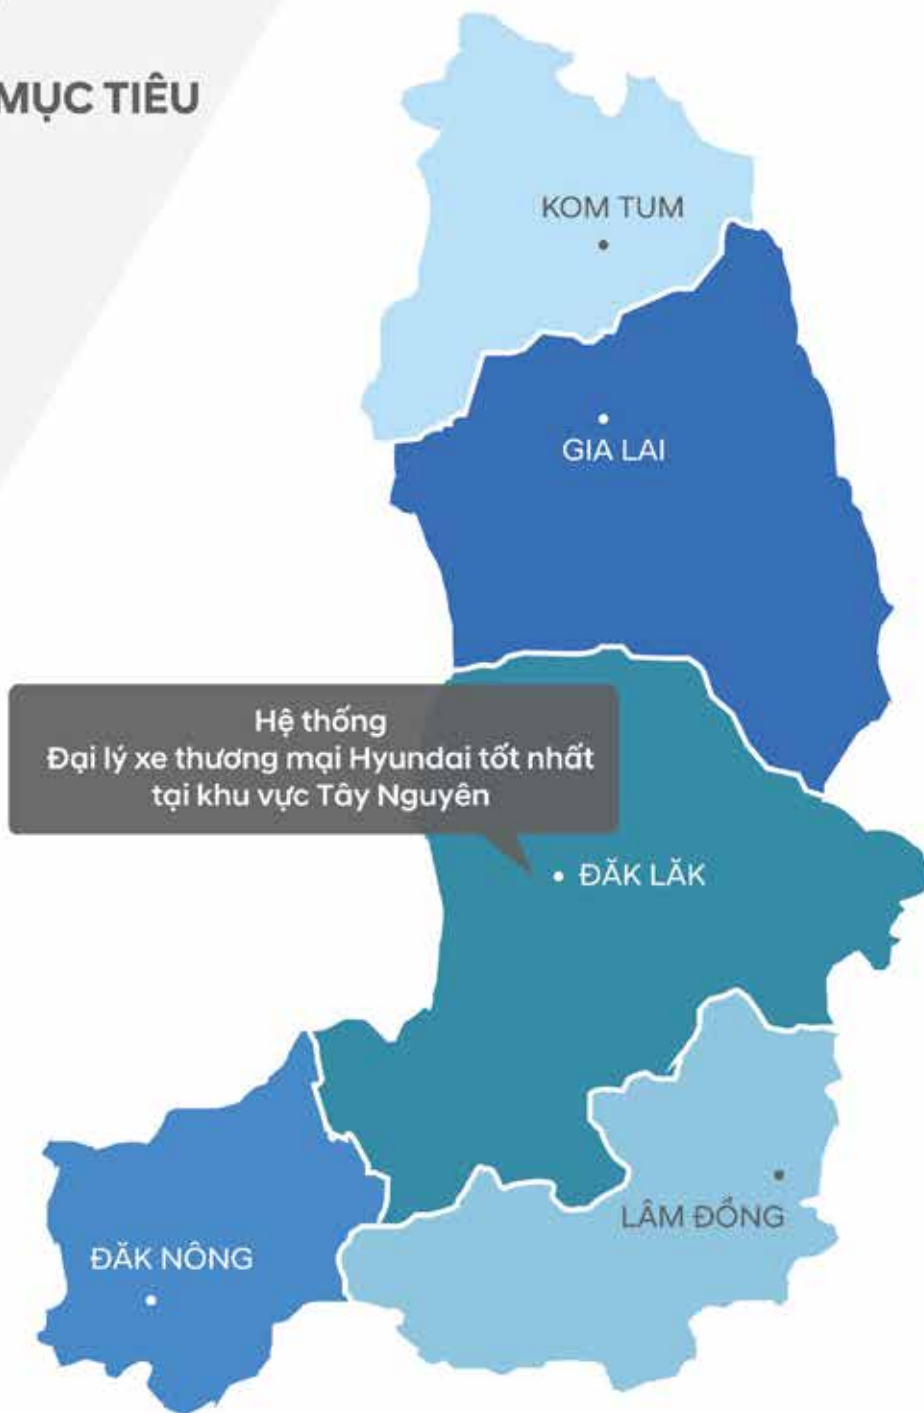 MỤC TIÊU
KOM TUM
GIA LAI
Hệ thống
Đại lý xe thương mại Hyundai tốt nhất
tại khu vực Tây Nguyên
ĐĂK LĂK
LÂM ĐỒNG
ĐĂK NÔNG